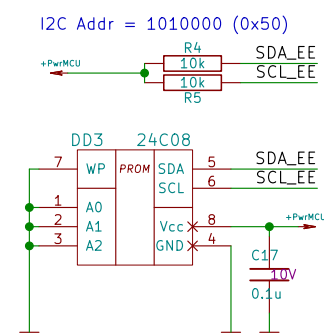 I2C Addr = 1010000 (0x50)
R4
SDA_EE
+PwrMCU
10k
SCL_EE
10k
R5
DD3
24C08
SDA_EE
7
WP
PROM
SDA
5
SCL_EE
SCL
6
1
A0
2
A1
Vcc
8
+PwrMCU
3
A2
GND
4
C17
10V
0.1u